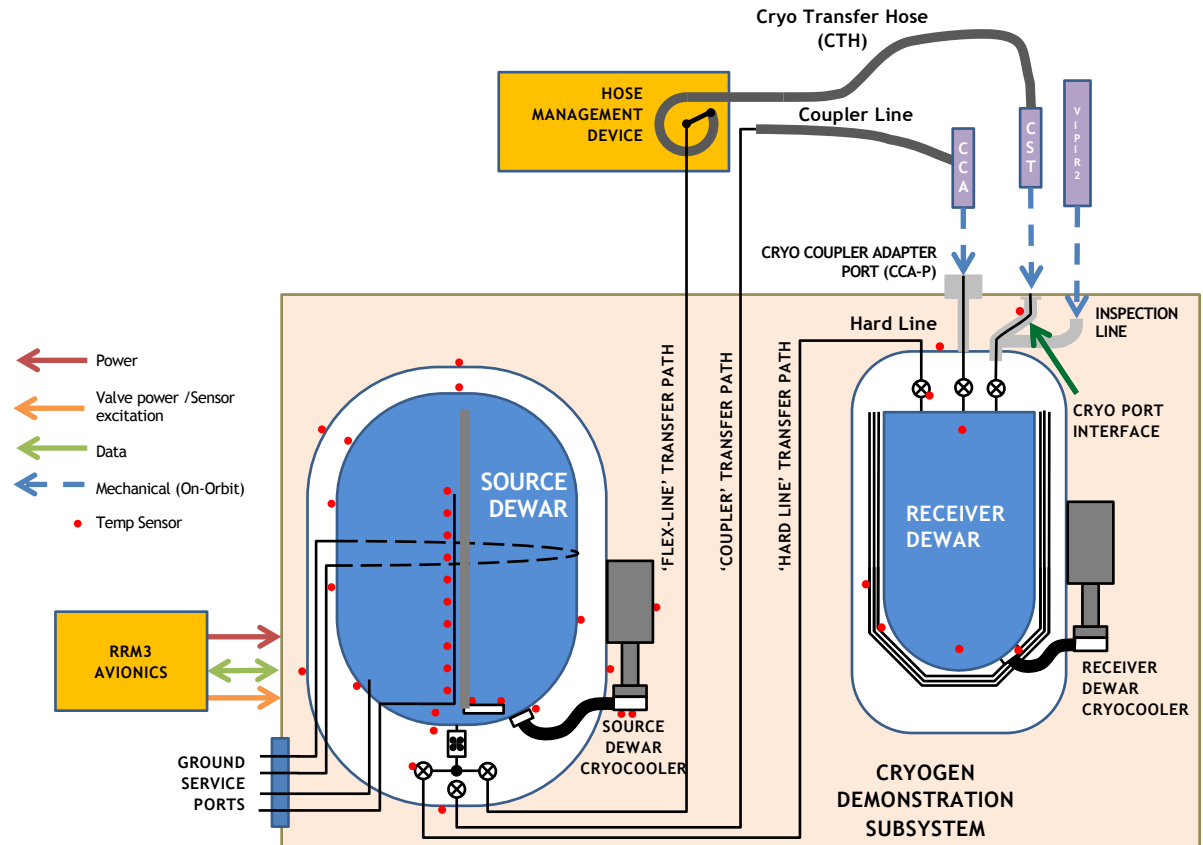 Cryo Transfer Hose
(CTH)
HOSE
MANAGEMENT
DEVICE
Coupler Line
CCA
CST
VIPIR2
CRYO COUPLER ADAPTER
PORT (CCA-P)
Hard Line
INSPECTION
LINE
CRYO PORT
INTERFACE
Power
Valve power /Sensor
excitation
Data
Mechanical (On-Orbit)
Temp Sensor
SOURCE
DEWAR
‘FLEX-LINE’ TRANSFER PATH
‘COUPLER’ TRANSFER PATH
‘HARD LINE’ TRANSFER PATH
RECEIVER
DEWAR
RRM3
AVIONICS
GROUND
SERVICE
PORTS
SOURCE
DEWAR
CRYOCOOLER
RECEIVER
DEWAR
CRYOCOOLER
CRYOGEN
DEMONSTRATION
SUBSYSTEM